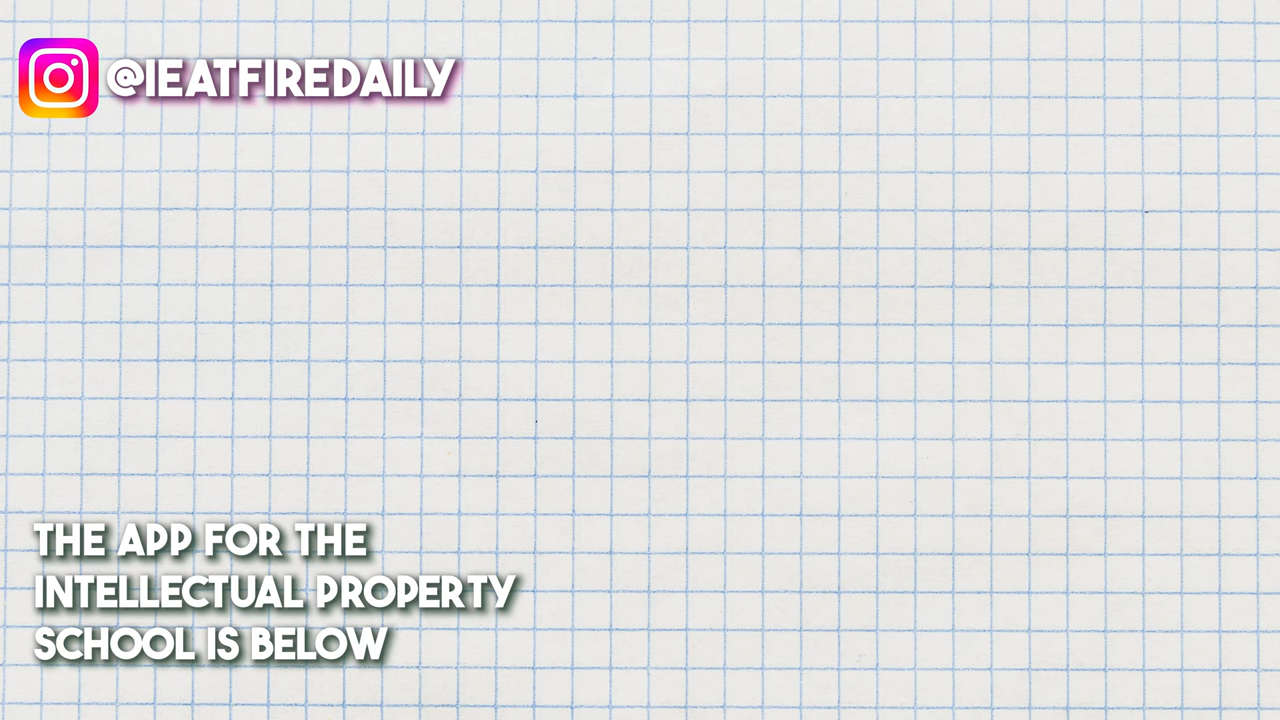 @IEATFIREDAILY
THE APP FOR THE
INTELLECTUAL PROPERTY
SCHOOL IS BELOW